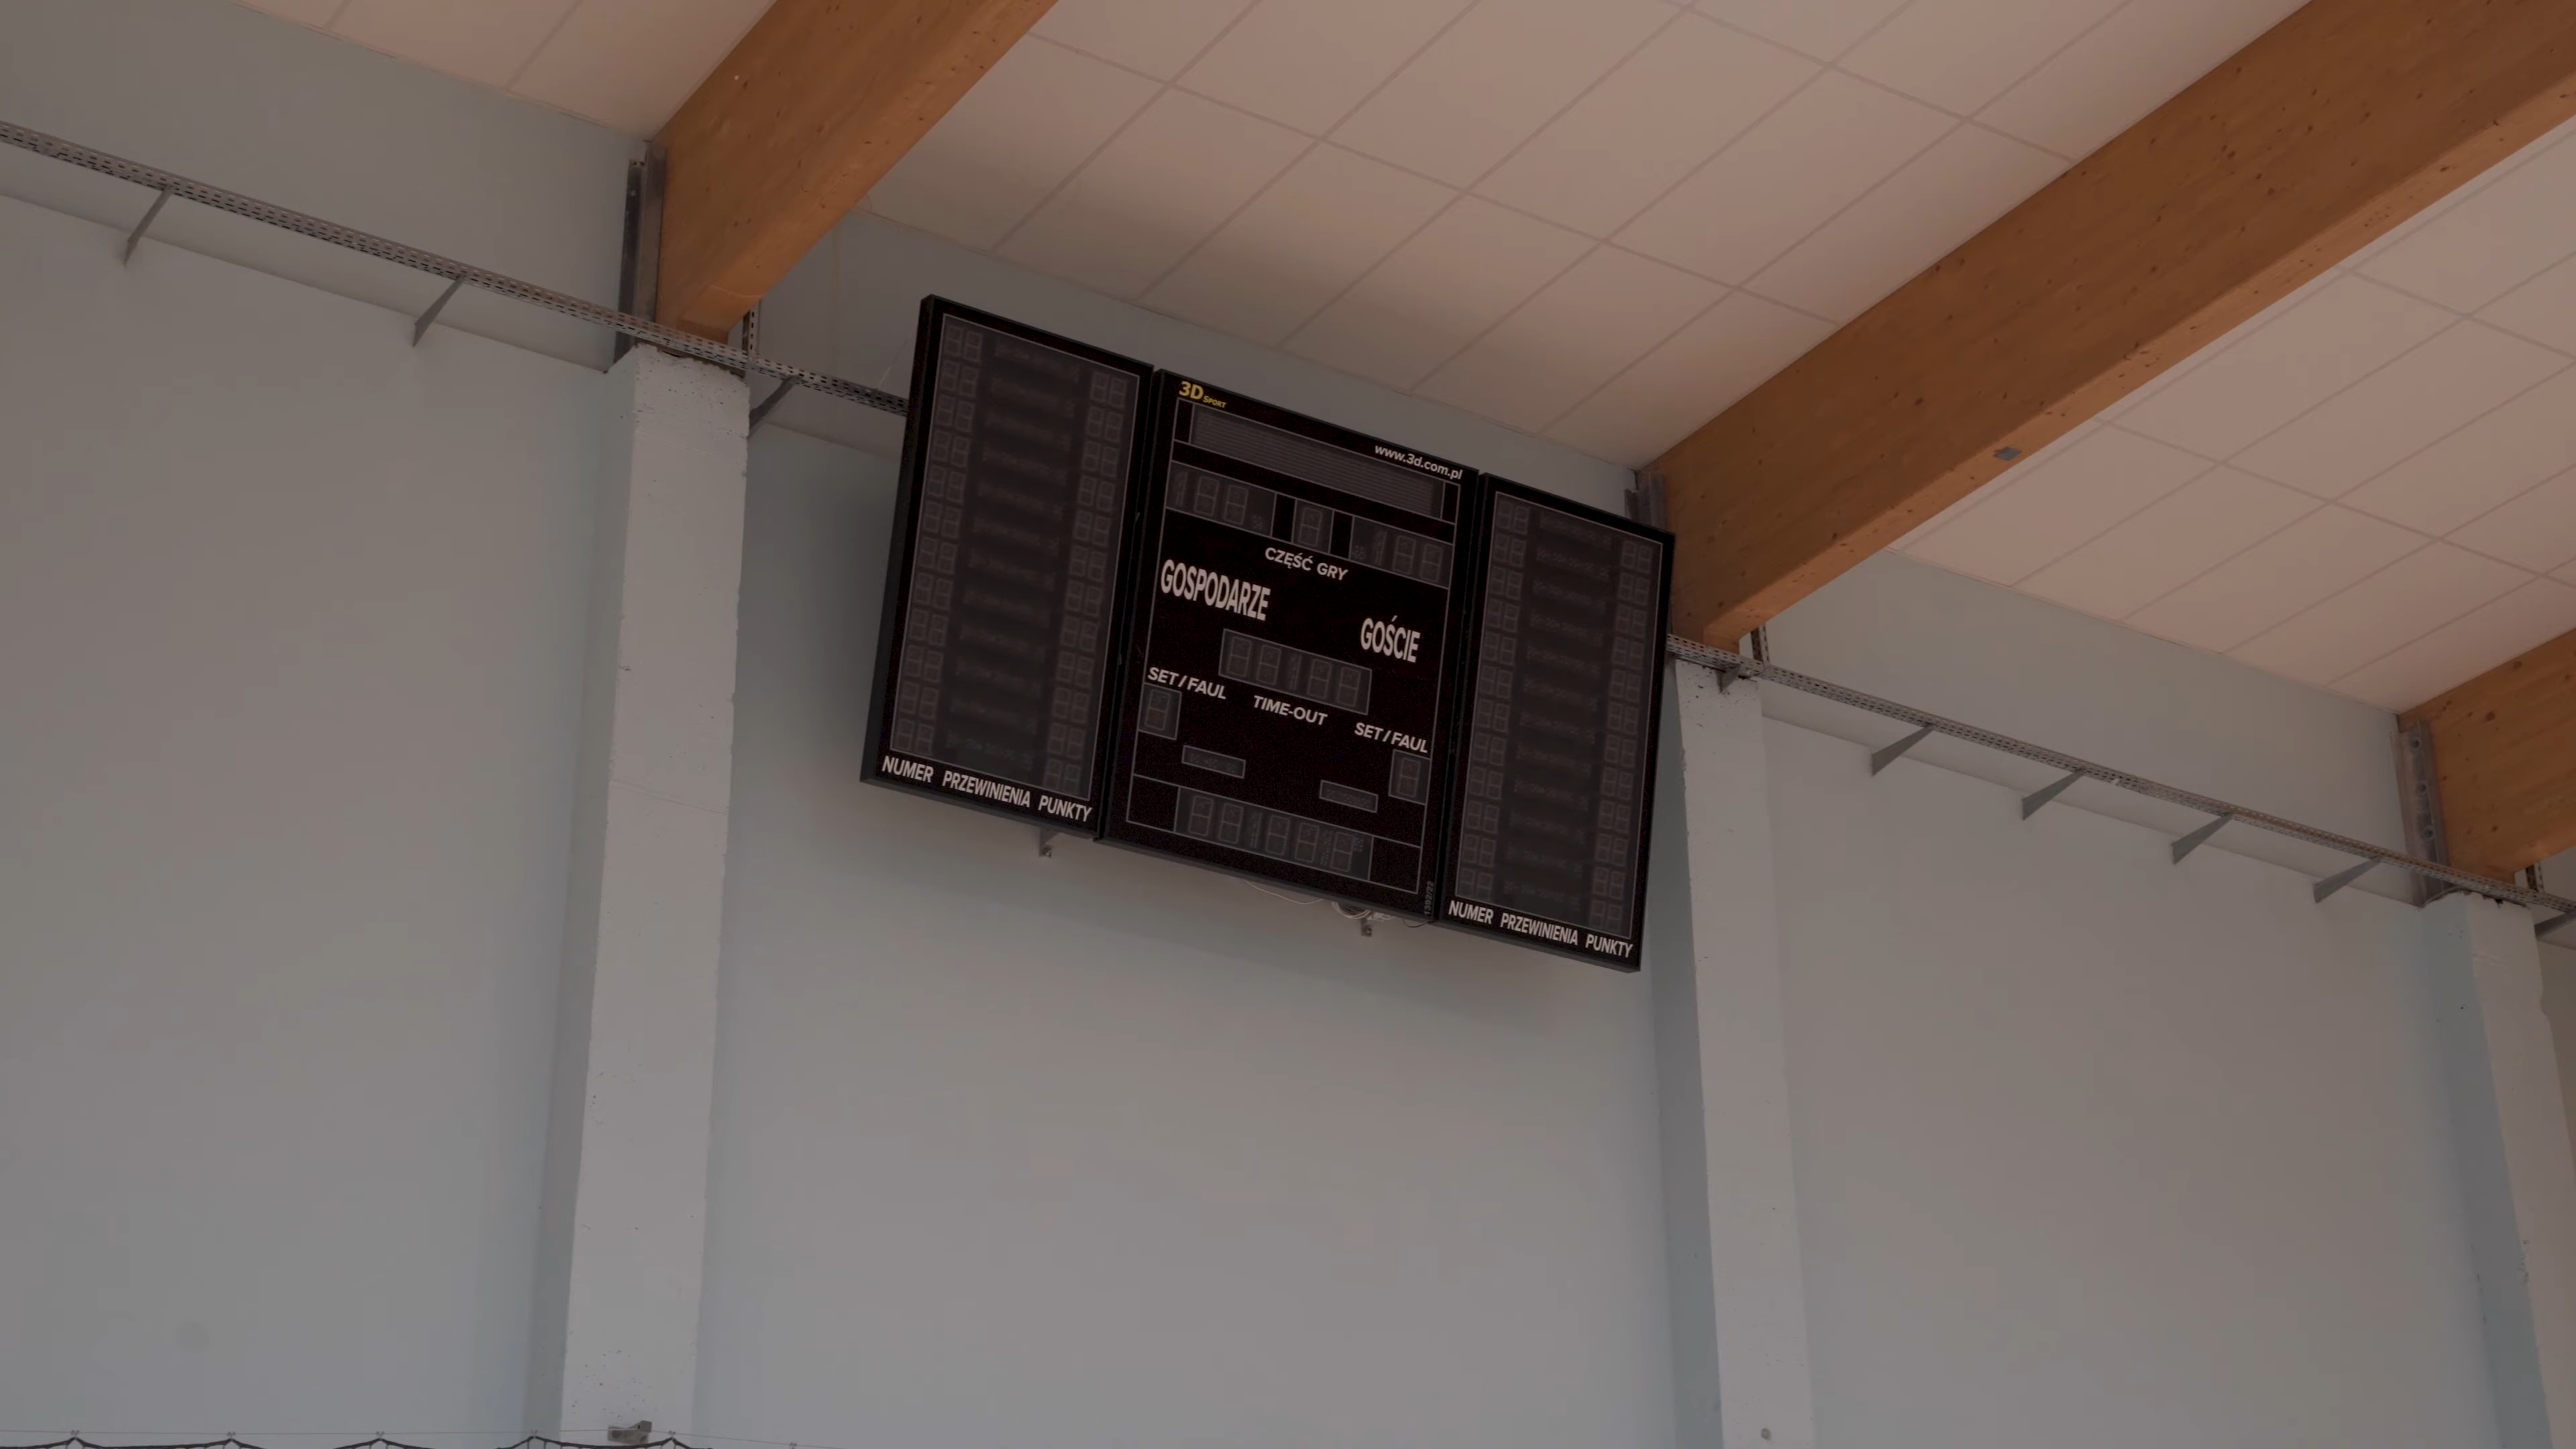 3D SPORT
www.3d.com.pl
CZĘŚĆ GRY
GOSPODARZE
GOŚCIE
SET / FAUL
TIME-OUT
SET / FAUL
NUMER PRZEWINIENIA PUNKTY
NUMER PRZEWINIENIA PUNKTY